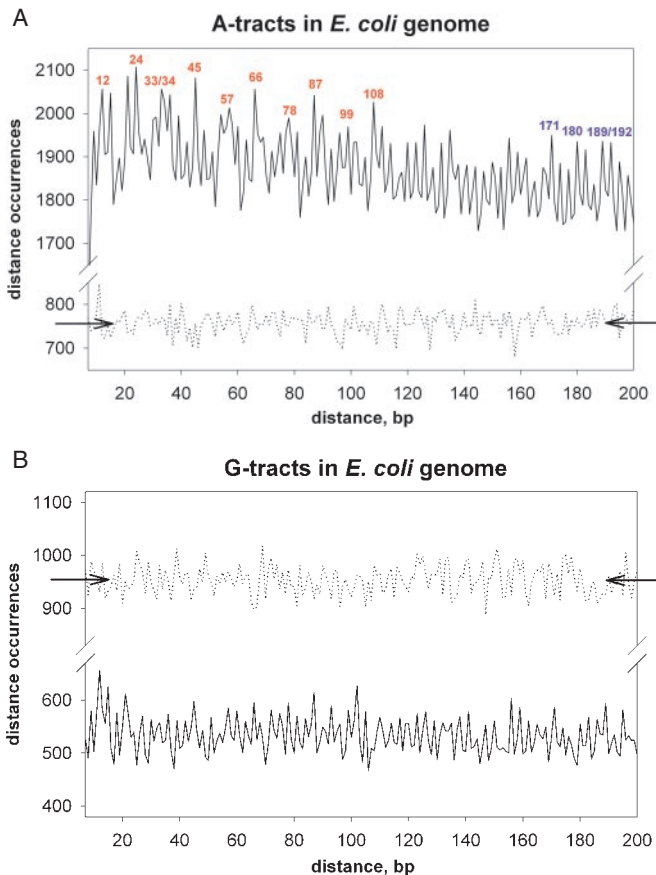 A
A-tracts in E. coli genome
distance occurrences
2100
2000
1900
1800
1700
800
700
12
24
33/34
45
57
66
78
87
99
108
171
180
189/192
20 40 60 80 100 120 140 160 180 200
distance, bp
B
G-tracts in E. coli genome
distance occurrences
1100
1000
900
600
500
400
20 40 60 80 100 120 140 160 180 200
distance, bp